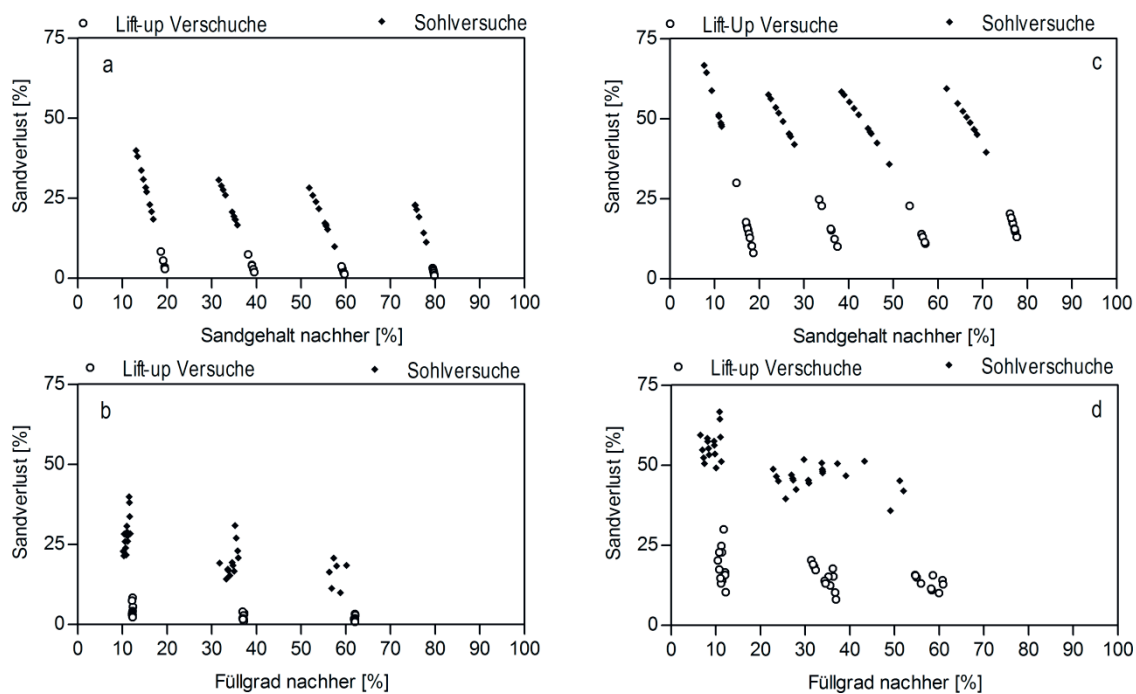 Lift-up Verschuche Sohlversuche
75
50
25
0
Sandverlust [%]
a
0 10 20 30 40 50 60 70 80 90 100
Sandgehalt nachher [%]
Lift-Up Versuche Sohlversuche
75
50
25
0
Sandverlust [%]
c
0 10 20 30 40 50 60 70 80 90 100
Sandgehalt nachher [%]
Lift-up Versuche Sohlversuche
75
50
25
0
Sandverlust [%]
b
0 10 20 30 40 50 60 70 80 90 100
Füllgrad nachher [%]
Lift-up Verschuche Sohlversuche
75
50
25
0
Sandverlust [%]
d
0 10 20 30 40 50 60 70 80 90 100
Füllgrad nachher [%]